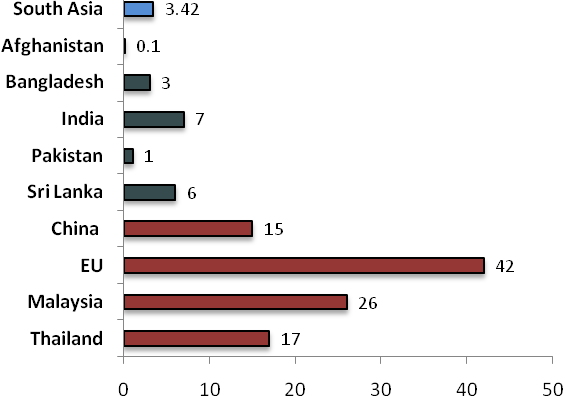 South Asia 3.42
Afghanistan 0.1
Bangladesh 3
India 7
Pakistan 1
Sri Lanka 6
China 15
EU 42
Malaysia 26
Thailand 17
0 10 20 30 40 50